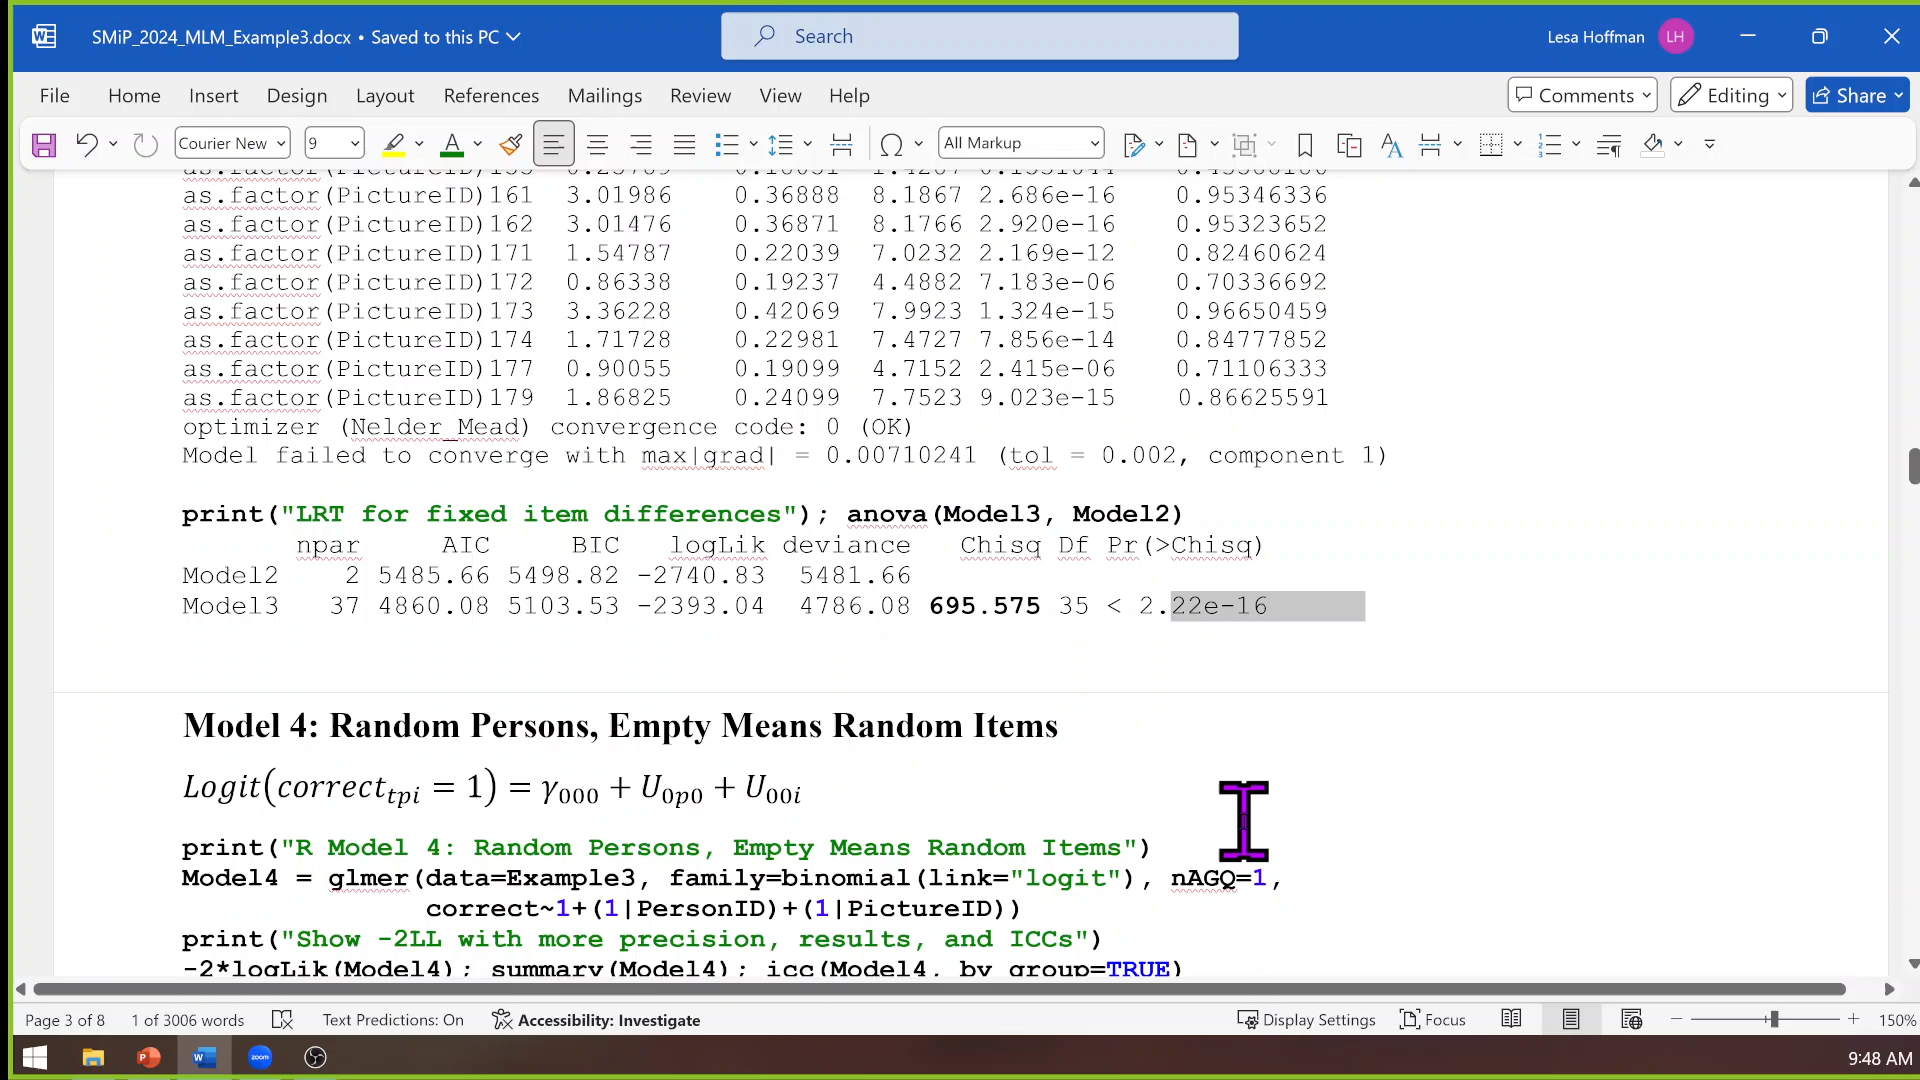 SMiP_2024_MLM_Example3.docx • Saved to this PC
Search
Lesa Hoffman
LH
File Home Insert Design Layout References Mailings Review View Help
Comments
Editing
Share
Courier New
9
All Markup
as.factor(PictureID)161 3.01986 0.36888 8.1867 2.686e-16 0.95346336
as.factor(PictureID)162 3.01476 0.36871 8.1766 2.920e-16 0.95323652
as.factor(PictureID)171 1.54787 0.22039 7.0232 2.169e-12 0.82460624
as.factor(PictureID)172 0.86338 0.19237 4.4882 7.183e-06 0.70336692
as.factor(PictureID)173 3.36228 0.42069 7.9923 1.324e-15 0.96650459
as.factor(PictureID)174 1.71728 0.22981 7.4727 7.856e-14 0.84777852
as.factor(PictureID)177 0.90055 0.19099 4.7152 2.415e-06 0.71106333
as.factor(PictureID)179 1.86825 0.24099 7.7523 9.023e-15 0.86625591
optimizer (Nelder_Mead) convergence code: 0 (OK)
Model failed to converge with max|grad| = 0.00710241 (tol = 0.002, component 1)
print("LRT for fixed item differences"); anova(Model3, Model2)
npar AIC BIC logLik deviance Chisq Df Pr(>Chisq)
Model2 2 5485.66 5498.82 -2740.83 5481.66
Model3 37 4860.08 5103.53 -2393.04 4786.08 695.575 35 < 2.22e-16
Model 4: Random Persons, Empty Means Random Items
Logit(correct_tpi = 1) = γ_000 + U_0p0 + U_00i
print("R Model 4: Random Persons, Empty Means Random Items")
Model4 = glmer(data=Example3, family=binomial(link="logit"), nAGQ=1,
correct~1+(1|PersonID)+(1|PictureID))
print("Show -2LL with more precision, results, and ICCs")
-2*logLik(Model4); summary(Model4); icc(Model4, by_group=TRUE)
Page 3 of 8 1 of 3006 words Text Predictions: On Accessibility: Investigate Display Settings Focus 150%
zoom
9:48 AM